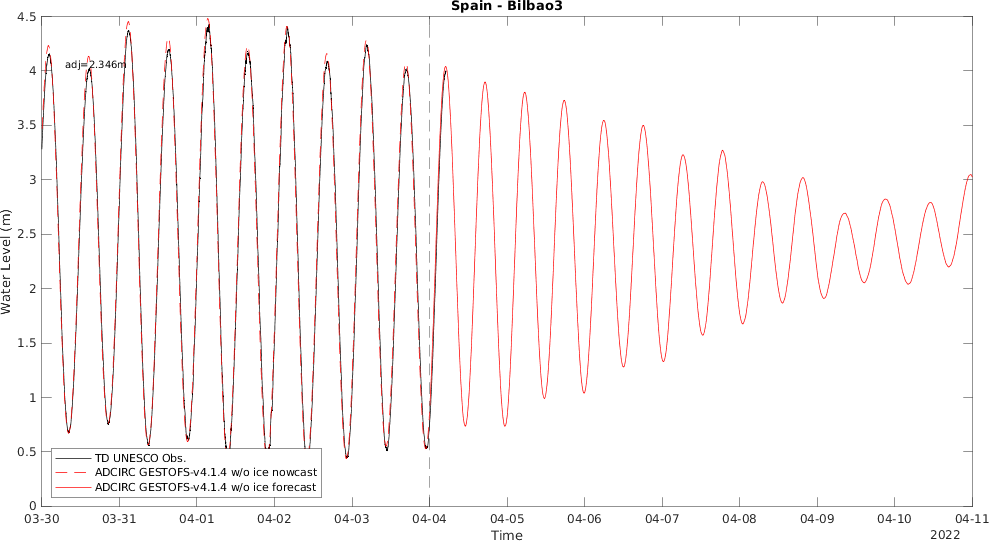 Spain - Bilbao3
4.5
adj=2.346m
4
3.5
3
2.5
2
1.5
1
0.5
0
Water Level (m)
TD UNESCO Obs.
ADCIRC GESTOFS-v4.1.4 w/o ice nowcast
ADCIRC GESTOFS-v4.1.4 w/o ice forecast
03-30 03-31 04-01 04-02 04-03 04-04 04-05 04-06 04-07 04-08 04-09 04-10 04-11
Time
2022